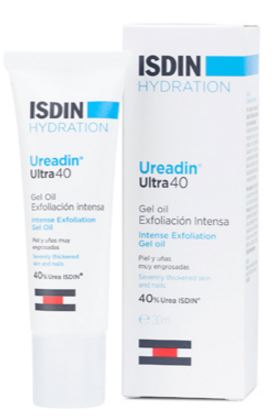 ISDIN
HYDRATION
Ureadin®
Ultra40
Gel Oil
Exfoliación intensa
Intense Exfoliation
Gel Oil
Piel y uñas muy
engrosadas
Severely thickened skin
and nails
40% Urea ISDIN®
ISDIN
HYDRATION
Ureadin®
Ultra40
Gel oil
Exfoliación Intensa
Intense Exfoliation
Gel oil
Piel y uñas
muy engrosadas
Severely thickened skin
and nails
40% Urea ISDIN®
℮ 30ml